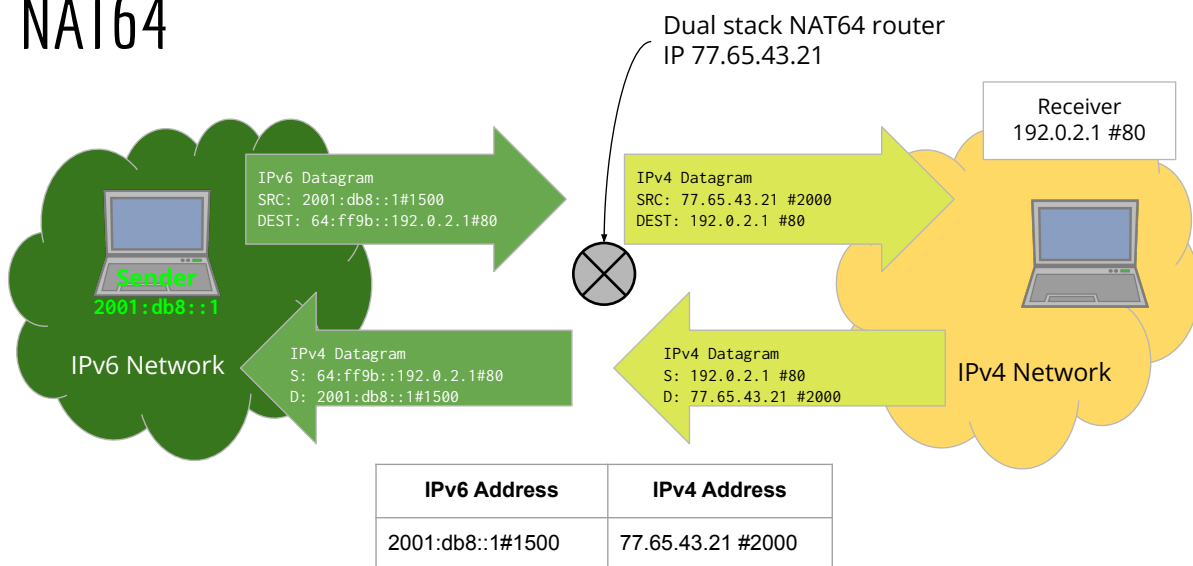 NAT64
Dual stack NAT64 router
IP 77.65.43.21
Receiver
192.0.2.1 #80
IPv6 Datagram
SRC: 2001:db8::1#1500
DEST: 64:ff9b::192.0.2.1#80
IPv4 Datagram
SRC: 77.65.43.21 #2000
DEST: 192.0.2.1 #80
Sender
2001:db8::1
IPv6 Network
IPv4 Datagram
S: 64:ff9b::192.0.2.1#80
D: 2001:db8::1#1500
IPv4 Datagram
S: 192.0.2.1 #80
D: 77.65.43.21 #2000
IPv4 Network
IPv6 Address IPv4 Address
2001:db8::1#1500 77.65.43.21 #2000